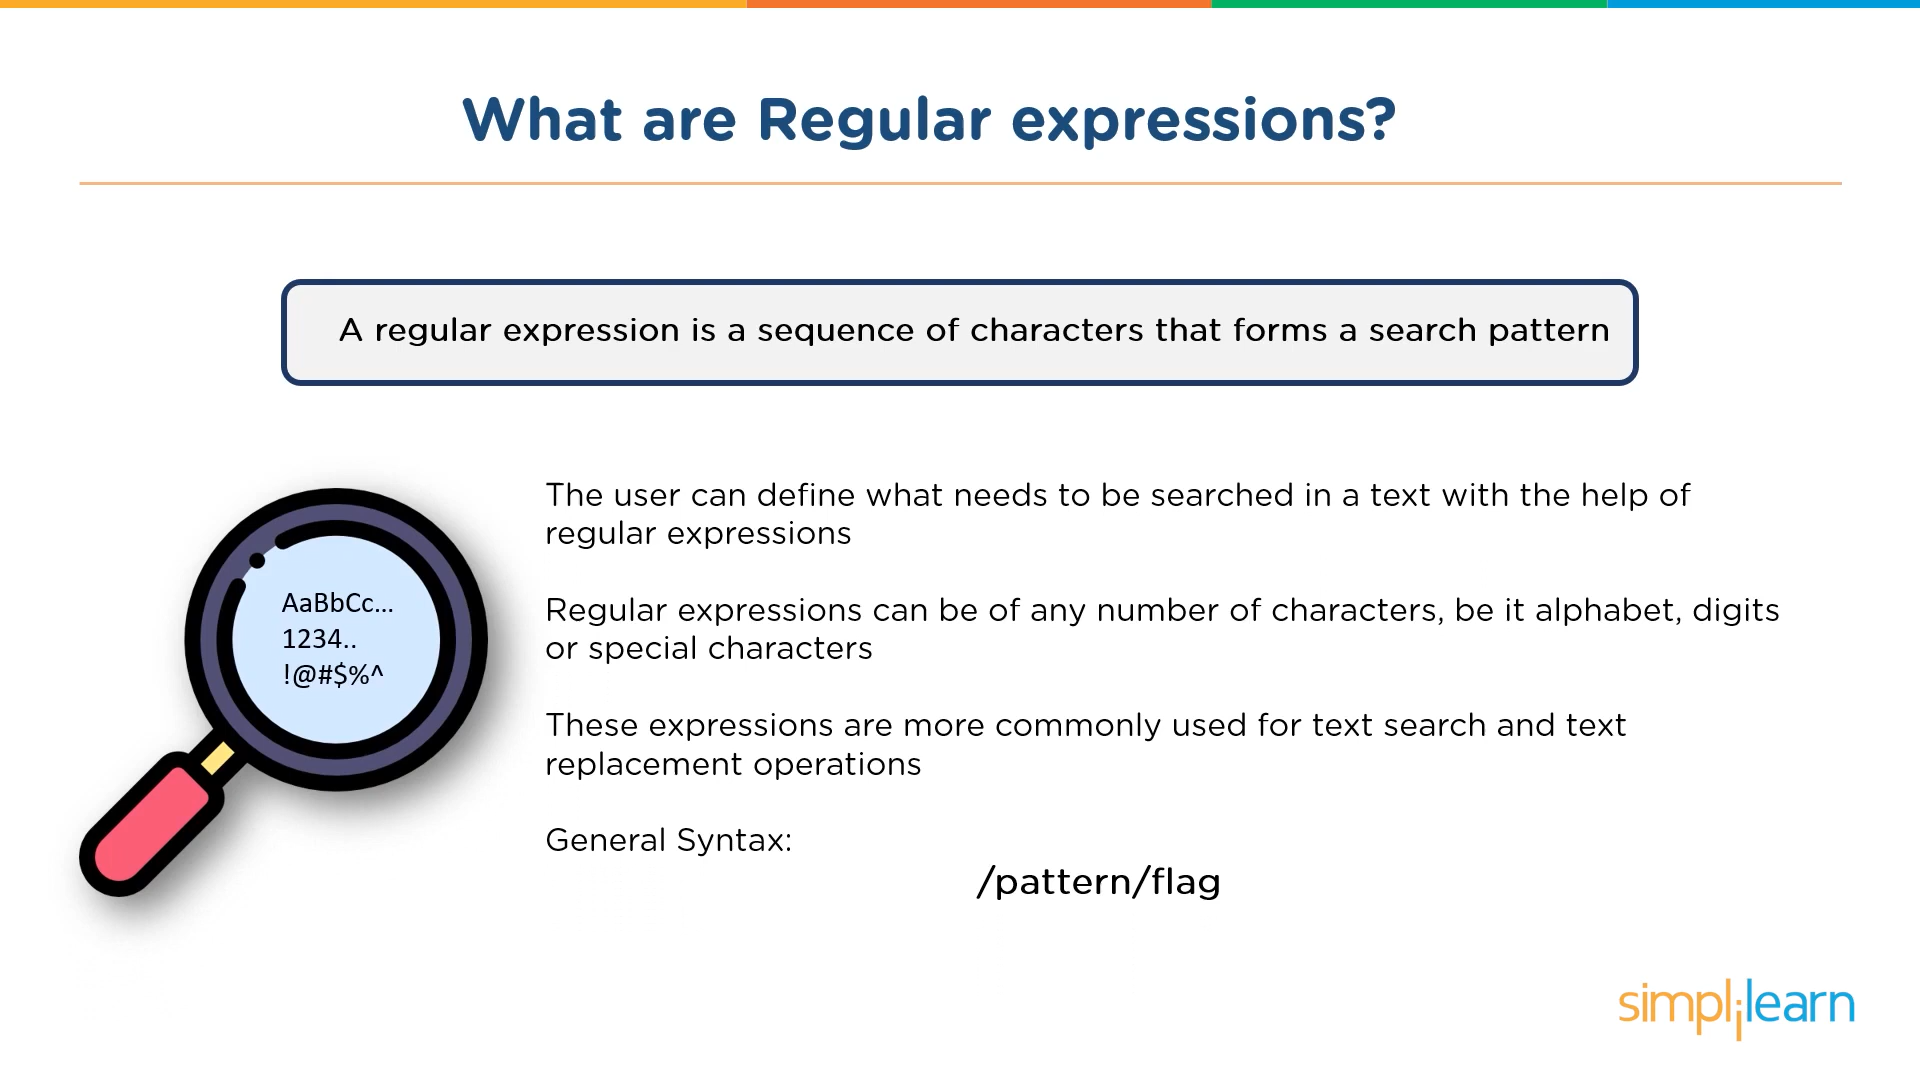 What are Regular expressions?
A regular expression is a sequence of characters that forms a search pattern
AaBbCc...
1234..
!@#$%^
The user can define what needs to be searched in a text with the help of
regular expressions
Regular expressions can be of any number of characters, be it alphabet, digits
or special characters
These expressions are more commonly used for text search and text
replacement operations
General Syntax:
/pattern/flag
simplilearn